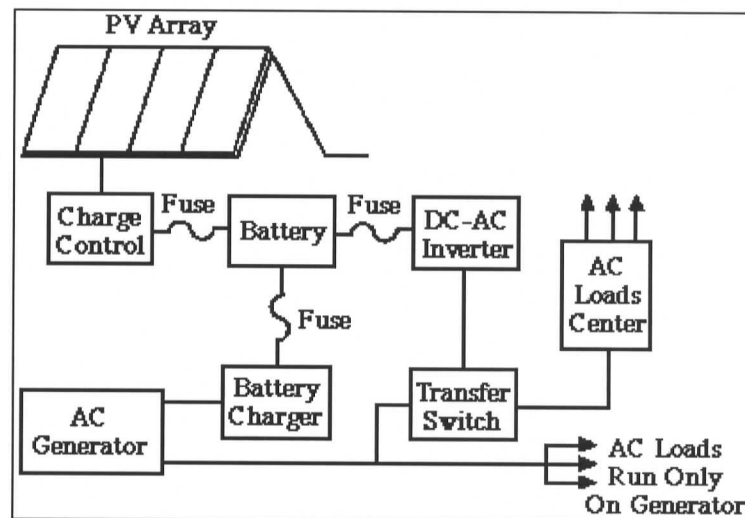 PV Array
Charge
Control
Fuse
Battery
Fuse
DC-AC
Inverter
AC
Loads
Center
Fuse
Battery
Charger
Transfer
Switch
AC
Generator
AC Loads
Run Only
On Generator